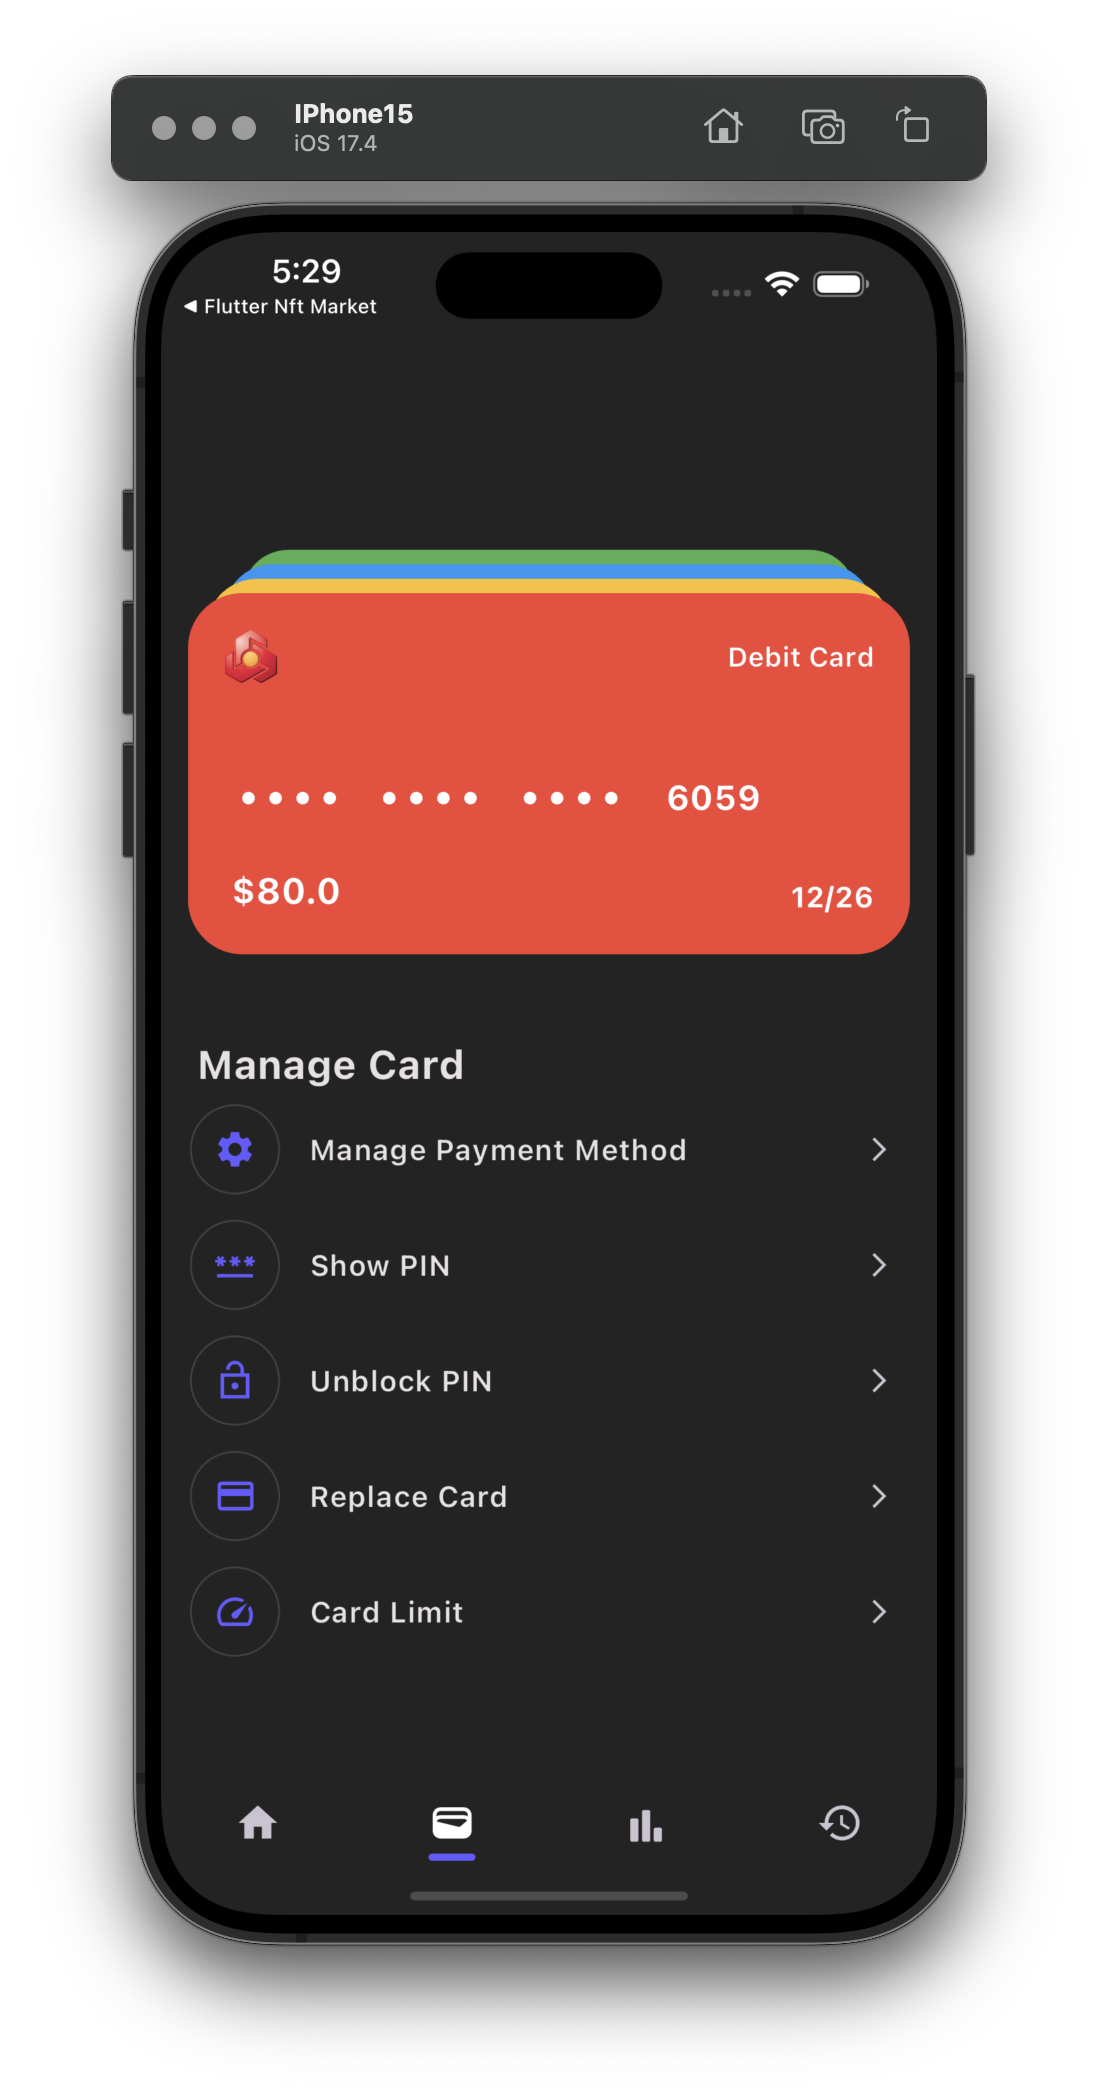 IPhone15
iOS 17.4
5:29
◀ Flutter Nft Market
Debit Card
•••• •••• •••• 6059
$80.0
12/26
Manage Card
Manage Payment Method
Show PIN
Unblock PIN
Replace Card
Card Limit